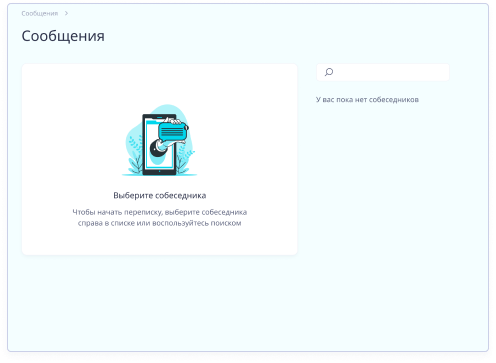 Сообщения
Сообщения
У вас пока нет собеседников
Выберите собеседника
Чтобы начать переписку, выберите собеседника
справа в списке или воспользуйтесь поиском